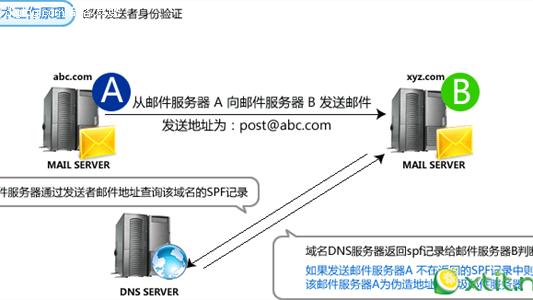 术工作原理
邮件发送者身份验证
abc.com
A
xyz.com
B
从邮件服务器 A 向邮件服务器 B 发送邮件
发送地址为：post@abc.com
MAIL SERVER
MAIL SERVER
件服务器通过发送者邮件地址查询该域名的SPF记录
域名DNS服务器返回spf记录给邮件服务器B判断
如果发送邮件服务器A 不在返回的SPF记录中则
该邮件服务器A为伪造地址
DNS SERVER
xtit.n